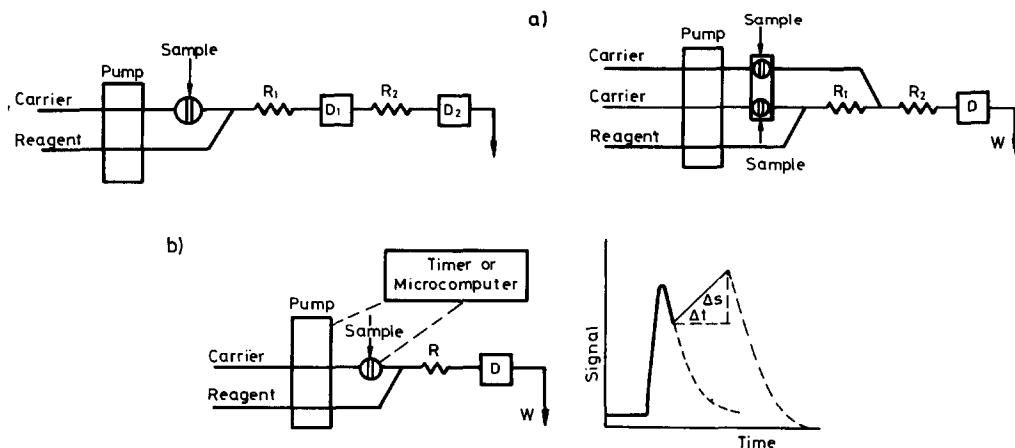 a)
Sample
Pump
Carrier
R₁
D₁
R₂
D₂
Reagent
Sample
Pump
Carrier
Carrier
R₁
R₂
D
Reagent
W
Sample
b)
Timer or
Microcomputer
Pump
Sample
Carrier
R
D
Reagent
W
Signal
Δs
Δt
Time